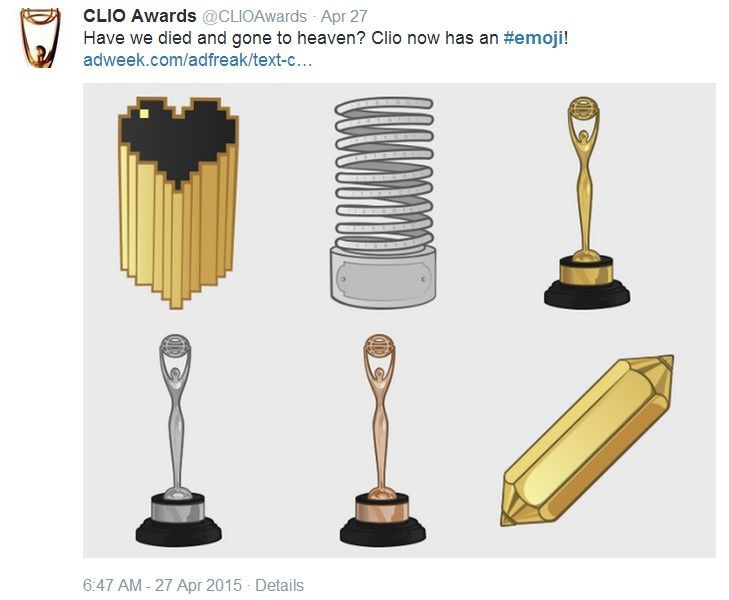 CLIO Awards @CLIOAwards · Apr 27
Have we died and gone to heaven? Clio now has an #emoji!
adweek.com/adfreak/text-c…
6:47 AM - 27 Apr 2015 · Details